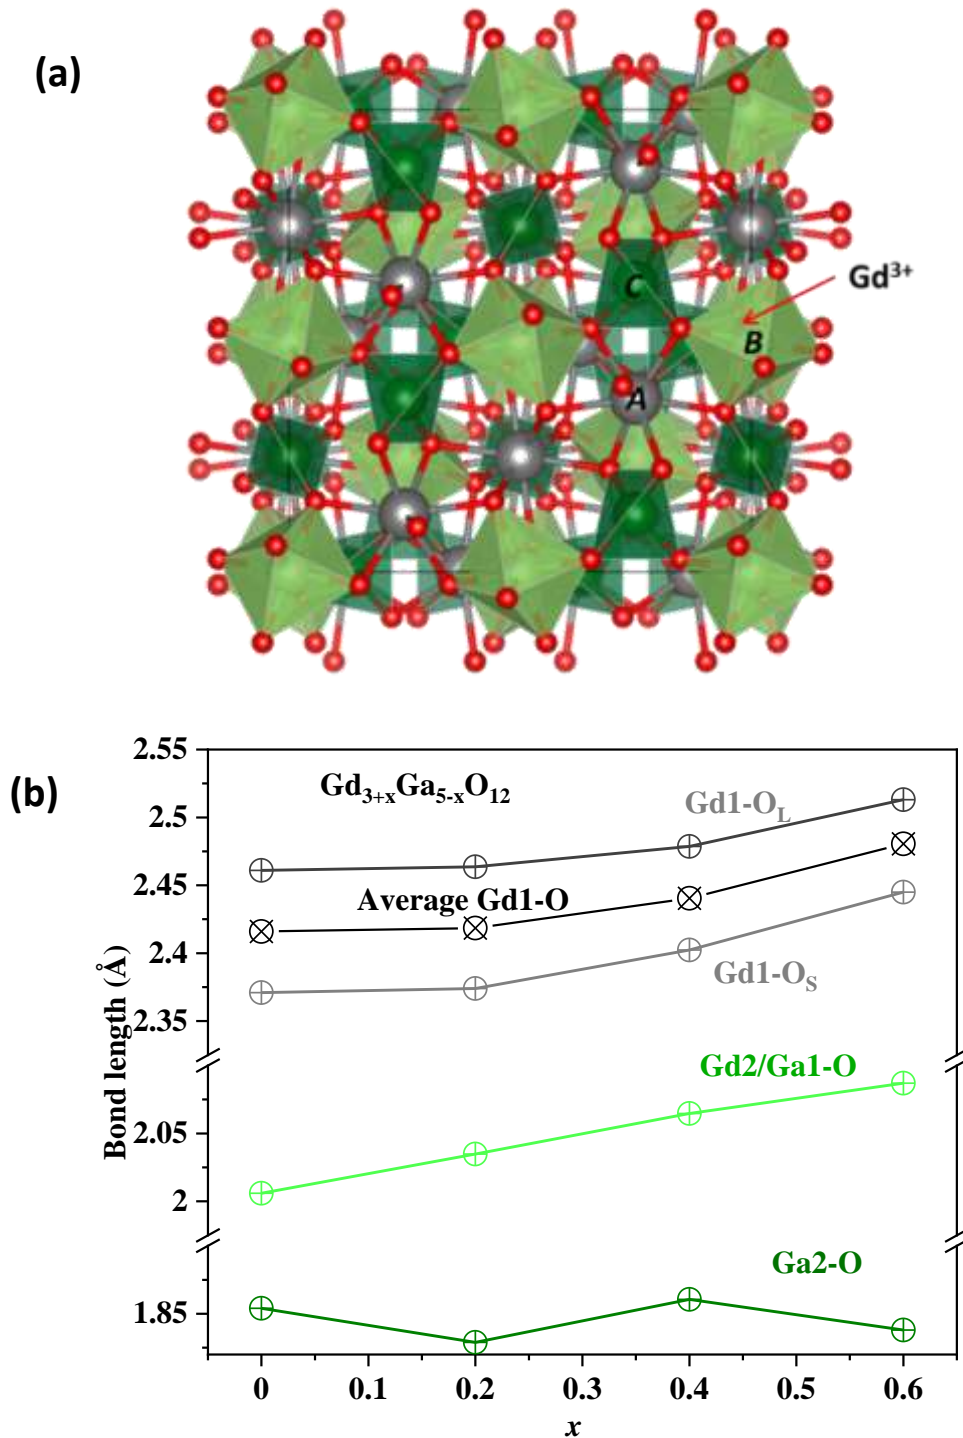 (a)
Gd³⁺
C
B
A
(b)
Gd₃₊ₓGa₅₋ₓO₁₂
Gd1-O_L
Average Gd1-O
Gd1-O_S
Gd2/Ga1-O
Ga2-O
Bond length (Å)
2.55
2.5
2.45
2.4
2.35
2.05
2
1.85
0
0.1
0.2
0.3
0.4
0.5
0.6
x